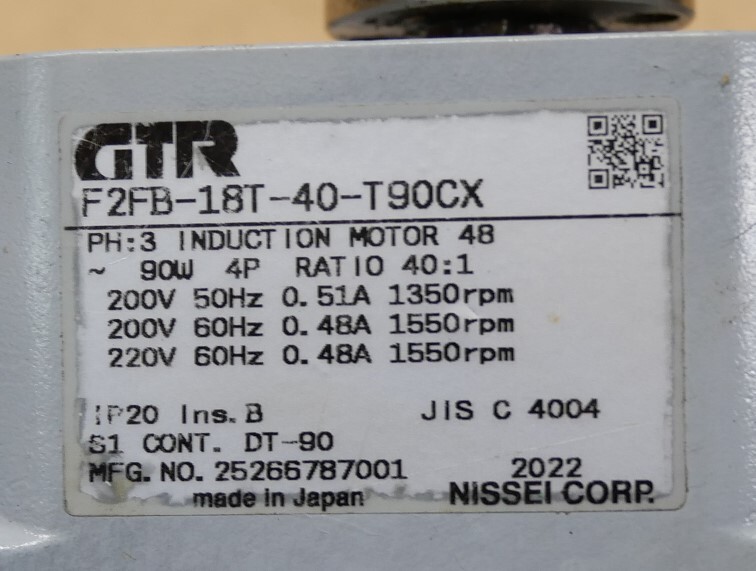 GTR
F2FB-18T-40-T90CX
PH:3 INDUCTION MOTOR 48
~ 90W 4P RATIO 40:1
200V 50Hz 0.51A 1350rpm
200V 60Hz 0.48A 1550rpm
220V 60Hz 0.48A 1550rpm
IP20 Ins.B JIS C 4004
S1 CONT. DT-90
MFG. NO. 25266787001 2022
made in Japan NISSEI CORP.